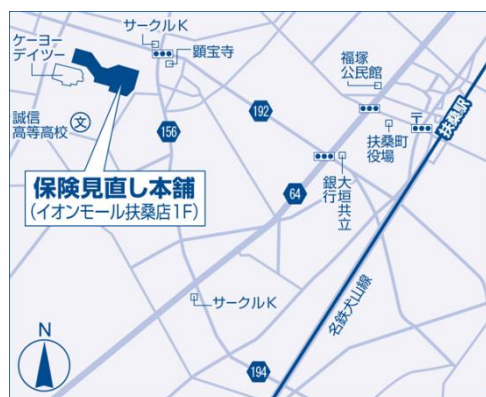 サークルK
顕宝寺
ケーヨー
デイツー
誠信
高等高校
文
156
192
福塚
公民館
〒
扶桑駅
扶桑町
役場
大垣共立
銀行
64
保険見直し本舗
(イオンモール扶桑店1F)
サークルK
名鉄犬山線
194
N